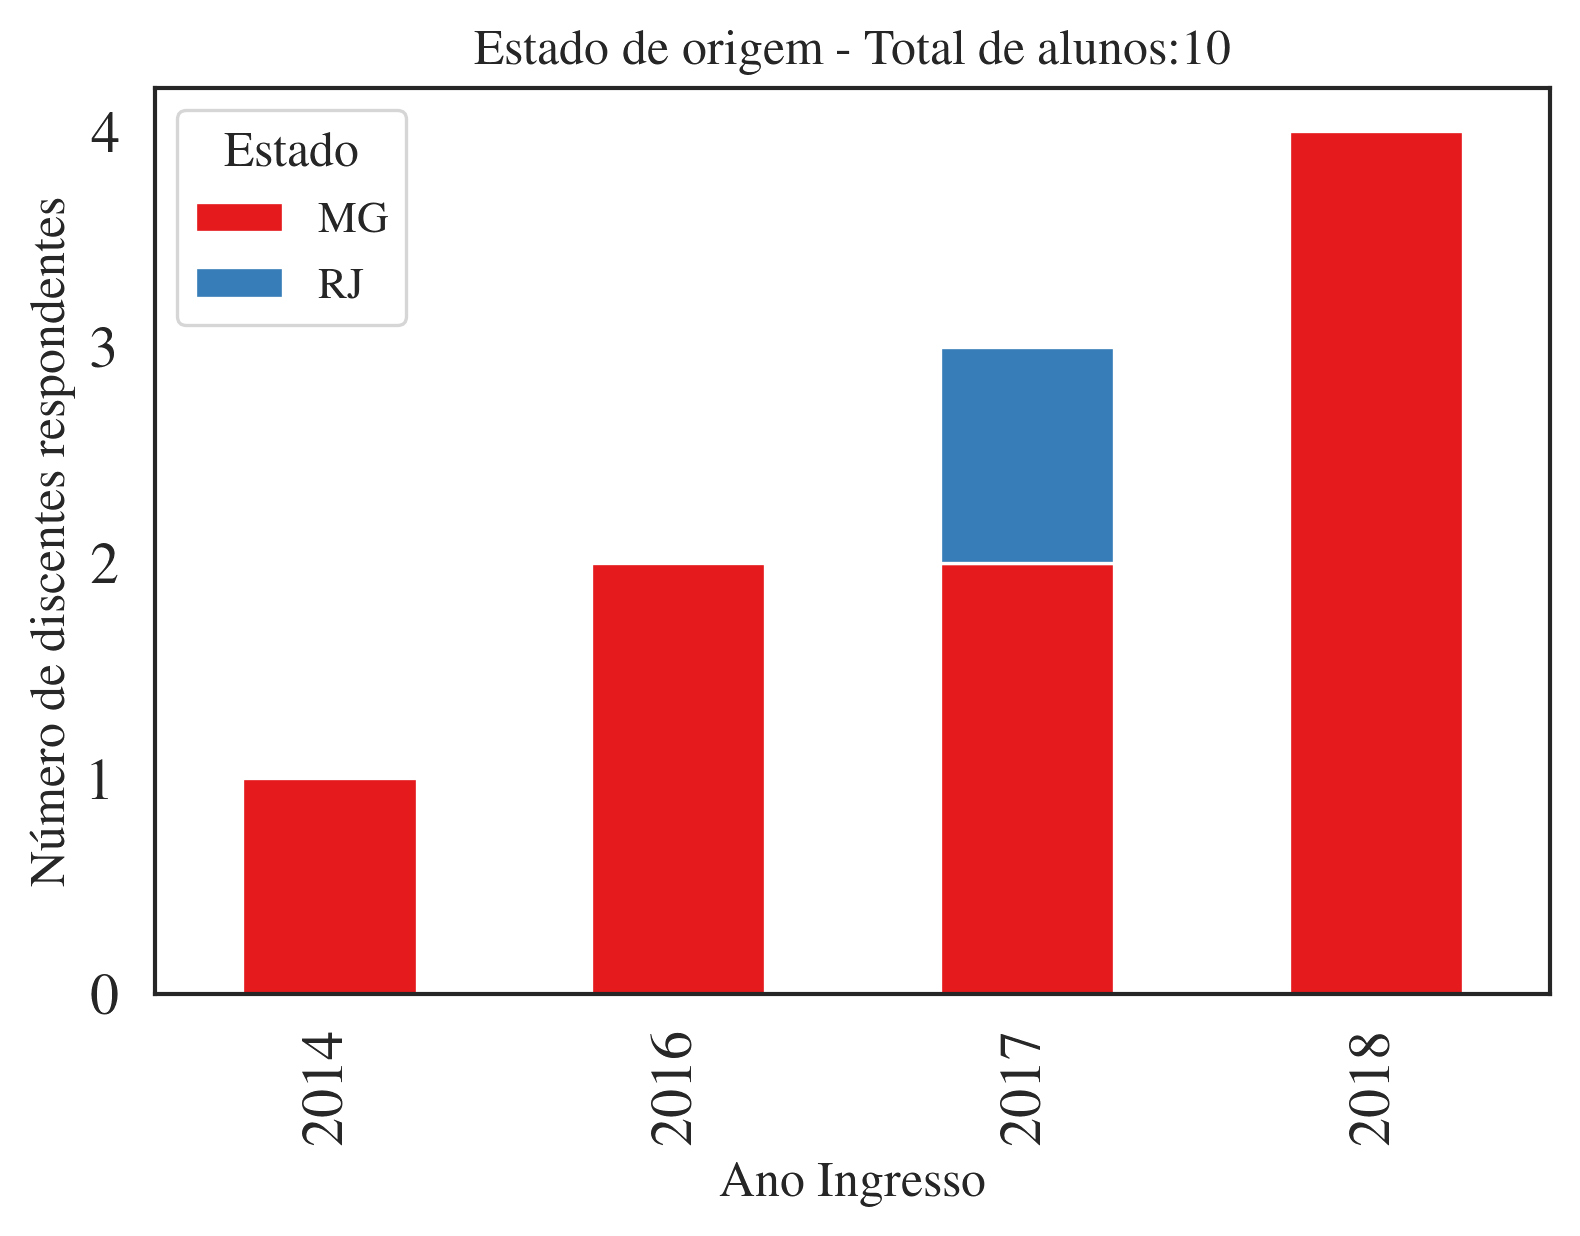 Estado de origem - Total de alunos:10
Estado
MG
RJ
Número de discentes respondentes
4
3
2
1
0
2014
2016
2017
2018
Ano Ingresso